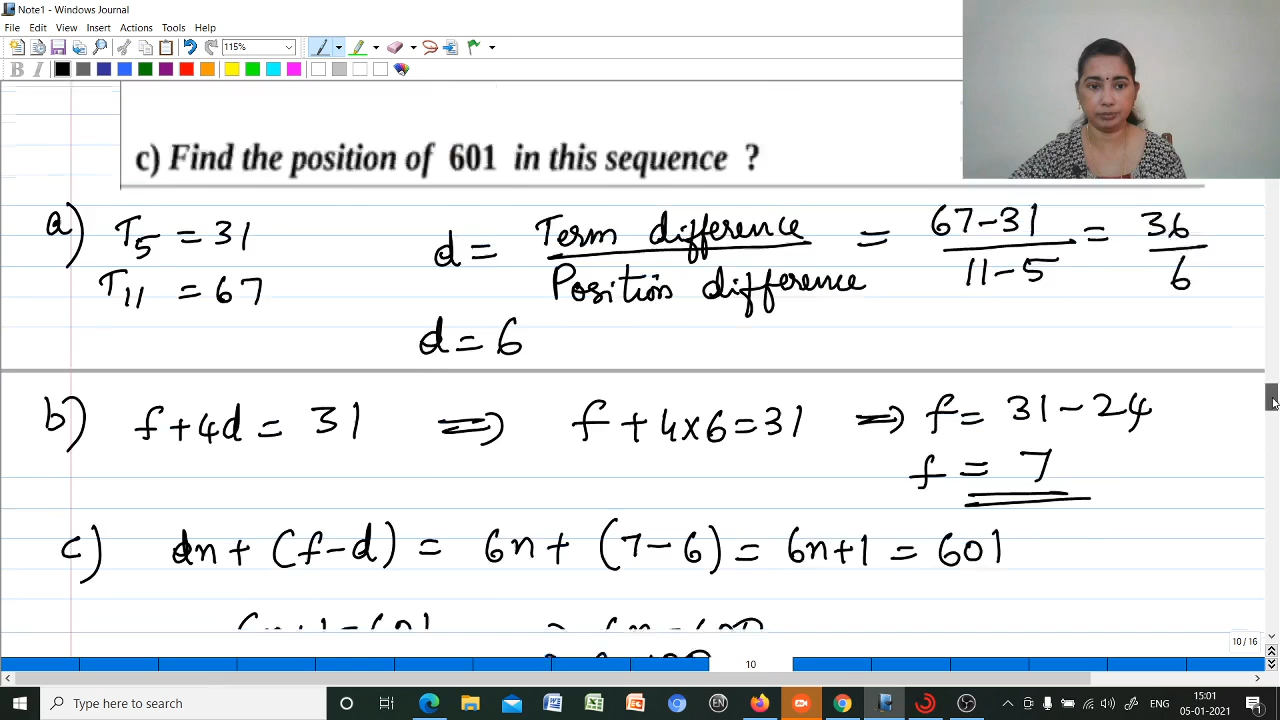 Note1 - Windows Journal
File Edit View Insert Actions Tools Help
115%
B I
c) Find the position of 601 in this sequence ?
a) T5 = 31 d = Term difference / Position difference = 67-31 / 11-5 = 36 / 6
T11 = 67
d = 6
b) f+4d = 31 ⇒ f+4×6=31 ⇒ f= 31-24
f = 7
c) dn + (f-d) = 6n + (7-6) = 6n+1 = 601
10 / 16
10
Type here to search
ENG
15:01
05-01-2021